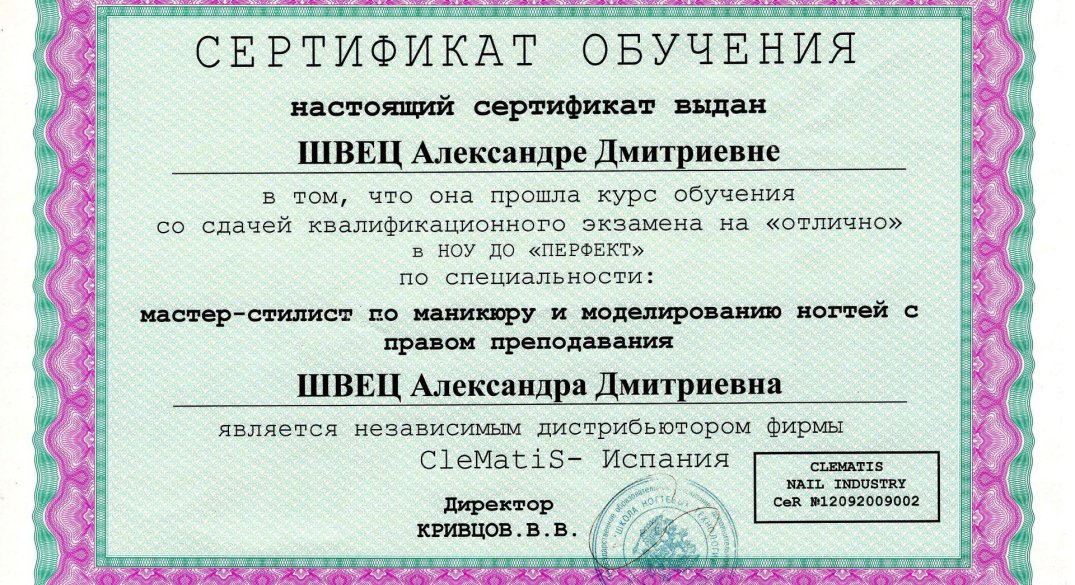 СЕРТИФИКАТ ОБУЧЕНИЯ
настоящий сертификат выдан
ШВЕЦ Александре Дмитриевне
в том, что она прошла курс обучения
со сдачей квалификационного экзамена на «отлично»
в НОУ ДО «ПЕРФЕКТ»
по специальности:
мастер-стилист по маникюру и моделированию ногтей с
правом преподавания
ШВЕЦ Александра Дмитриевна
является независимым дистрибьютором фирмы
CleMatiS- Испания
CLEMATIS
NAIL INDUSTRY
CeR №12092009002
Директор
КРИВЦОВ.В.В.
ШКОЛА НОГТЕВЫХ